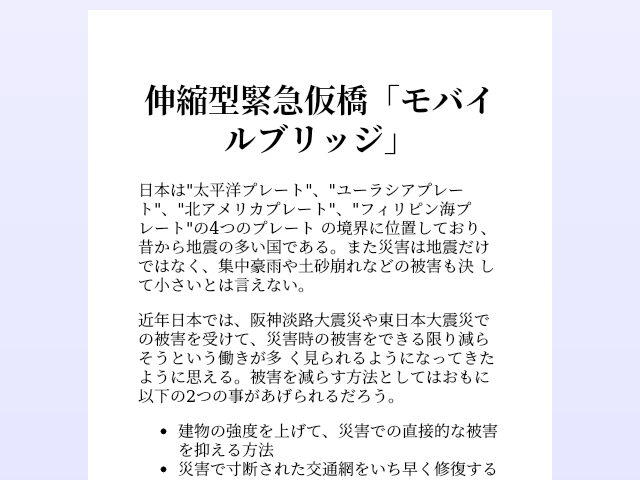 伸縮型緊急仮橋「モバイ
ルブリッジ」
日本は"太平洋プレート"、"ユーラシアプレー
ト"、"北アメリカプレート"、"フィリピン海プ
レート"の4つのプレート の境界に位置しており、
昔から地震の多い国である。また災害は地震だけ
ではなく、集中豪雨や土砂崩れなどの被害も決 し
て小さいとは言えない。
近年日本では、阪神淡路大震災や東日本大震災で
の被害を受けて、災害時の被害をできる限り減ら
そうという働きが多 く見られるようになってきた
ように思える。被害を減らす方法としてはおもに
以下の2つの事があげられるだろう。
• 建物の強度を上げて、災害での直接的な被害
を抑える方法
• 災害で寸断された交通網をいち早く修復する